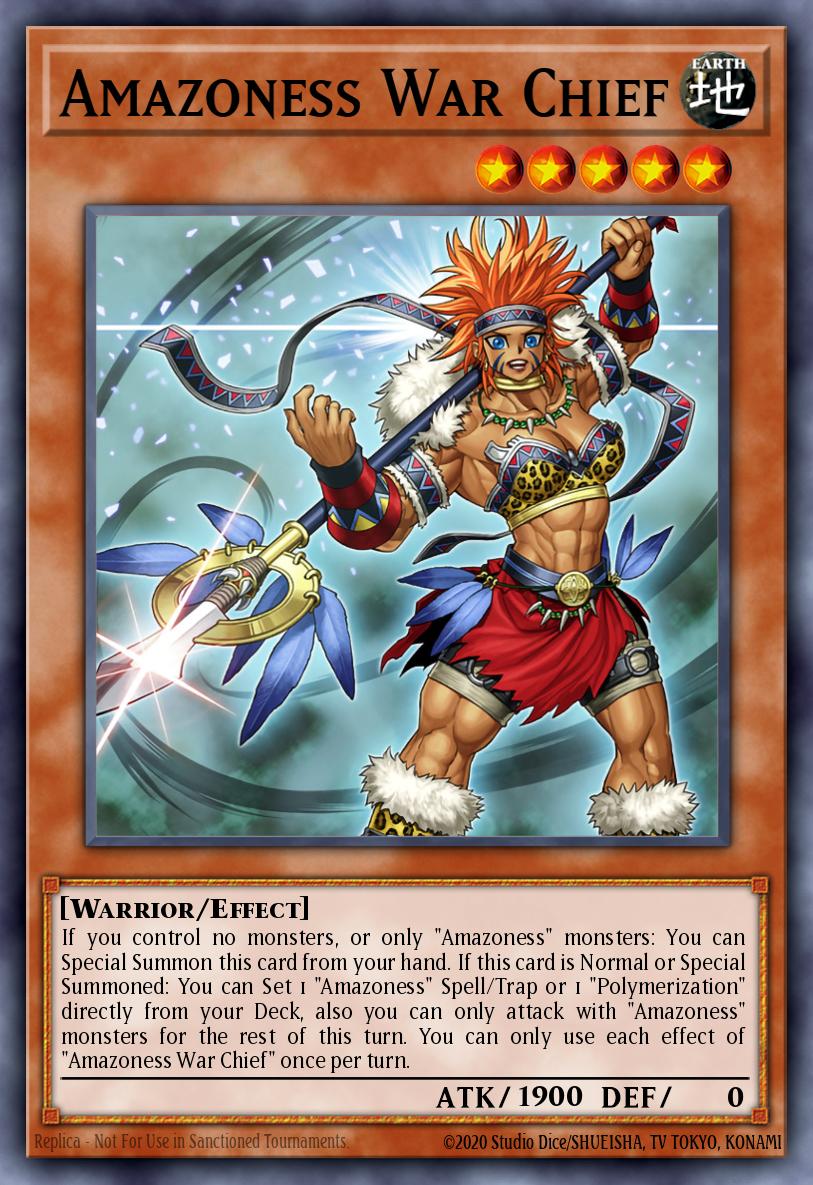 Amazoness War Chief
EARTH
地
[Warrior/Effect]
If you control no monsters, or only "Amazoness" monsters: You can
Special Summon this card from your hand. If this card is Normal or Special
Summoned: You can Set 1 "Amazoness" Spell/Trap or 1 "Polymerization"
directly from your Deck, also you can only attack with "Amazoness"
monsters for the rest of this turn. You can only use each effect of
"Amazoness War Chief" once per turn.
ATK/ 1900 DEF/ 0
Replica - Not For Use in Sanctioned Tournaments.
©2020 Studio Dice/SHUEISHA, TV TOKYO, KONAMI